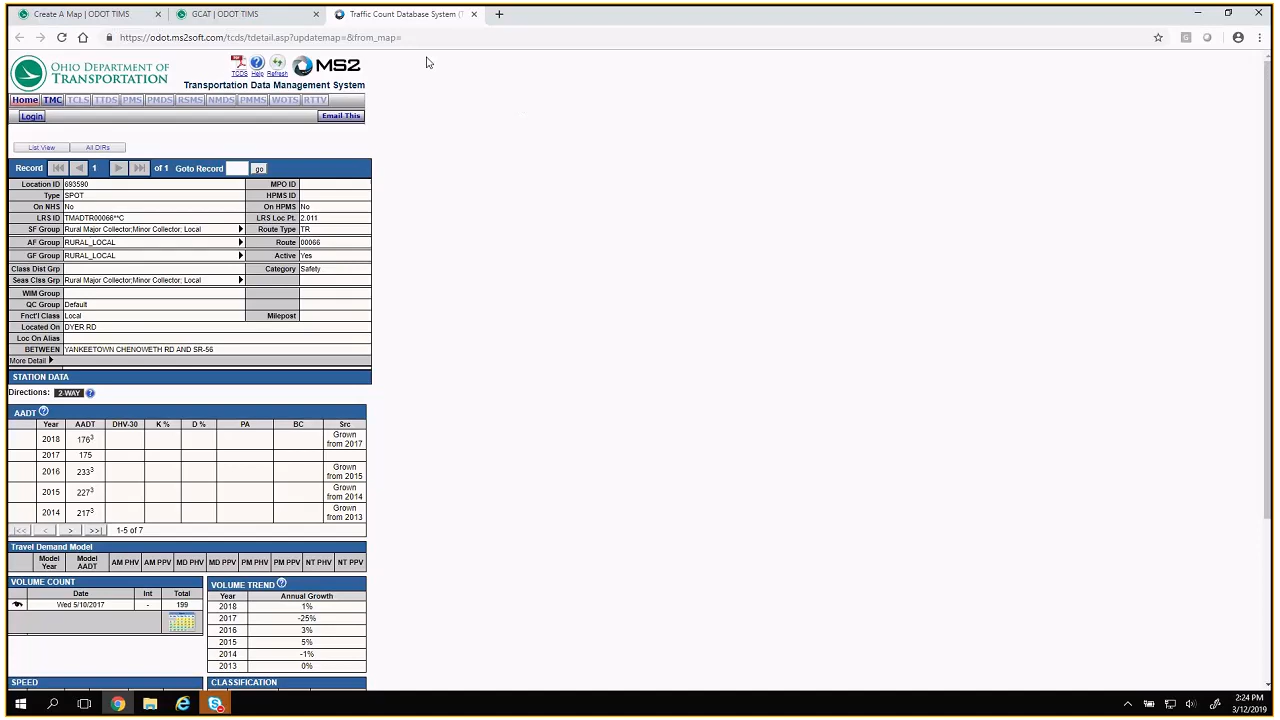 Create A Map | ODOT TIMS
GCAT | ODOT TIMS
Traffic Count Database System (T
https://odot.ms2soft.com/tcds/tdetail.asp?updatemap=&from_map=
OHIO DEPARTMENT OF
TRANSPORTATION
TCDS Help Refresh
MS2
Transportation Data Management System
Home TMC TCLS TTDS PMS PMDS RSMS NMDS PMMS WOTS RTTV
Login Email This
List View All DIRs
Record 1 of 1 Goto Record go
Location ID 693590 MPO ID
Type SPOT HPMS ID
On NHS No On HPMS No
LRS ID TMADTR00066**C LRS Loc Pt. 2.011
SF Group Rural Major Collector;Minor Collector; Local Route Type TR
AF Group RURAL_LOCAL Route 00066
GF Group RURAL_LOCAL Active Yes
Class Dist Grp Category Safety
Seas Clss Grp Rural Major Collector;Minor Collector; Local
WIM Group
QC Group Default
Fnct'l Class Local Milepost
Located On DYER RD
Loc On Alias
BETWEEN YANKEETOWN CHENOWETH RD AND SR-56
More Detail
STATION DATA
Directions: 2-WAY ?
AADT ?
Year AADT DHV-30 K % D % PA BC Src
2018 176³ Grown from 2017
2017 175
2016 233³ Grown from 2015
2015 227³ Grown from 2014
2014 217³ Grown from 2013
|<< < > >>| 1-5 of 7
Travel Demand Model
Model Year Model AADT AM PHV AM PPV MD PHV MD PPV PM PHV PM PPV NT PHV NT PPV
VOLUME COUNT
Date Int Total
Wed 5/10/2017 - 199
VOLUME TREND ?
Year Annual Growth
2018 1%
2017 -25%
2016 3%
2015 5%
2014 -1%
2013 0%
SPEED
CLASSIFICATION
2:24 PM
3/12/2019